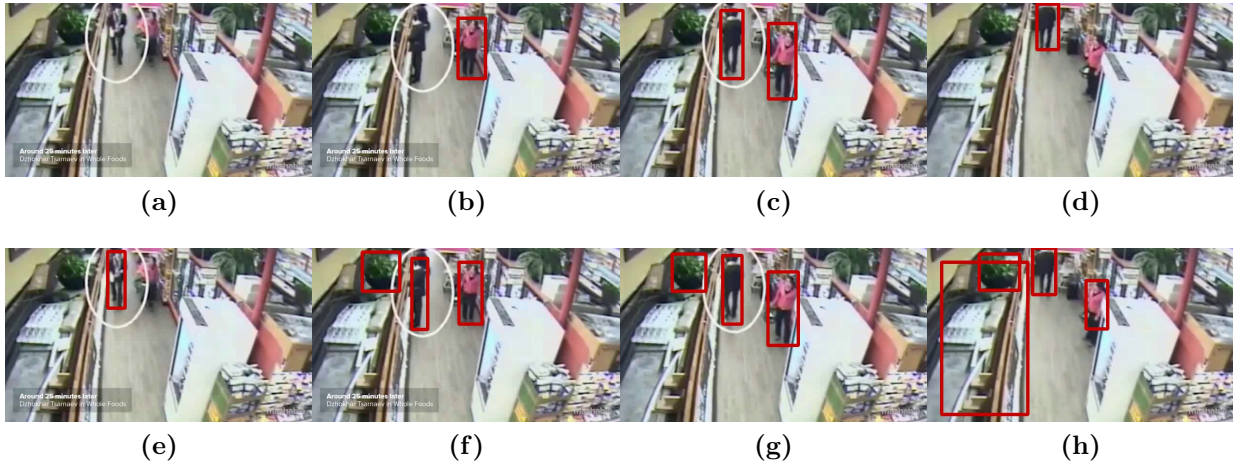 Around 25 minutes later
Dzhokhar Tsarnaev in Whole Foods
Around 25 minutes later
Dzhokhar Tsarnaev in Whole Foods
(a)
(b)
(c)
(d)
Around 25 minutes later
Dzhokhar Tsarnaev in Whole Foods
Around 25 minutes later
Dzhokhar Tsarnaev in Whole Foods
(e)
(f)
(g)
(h)